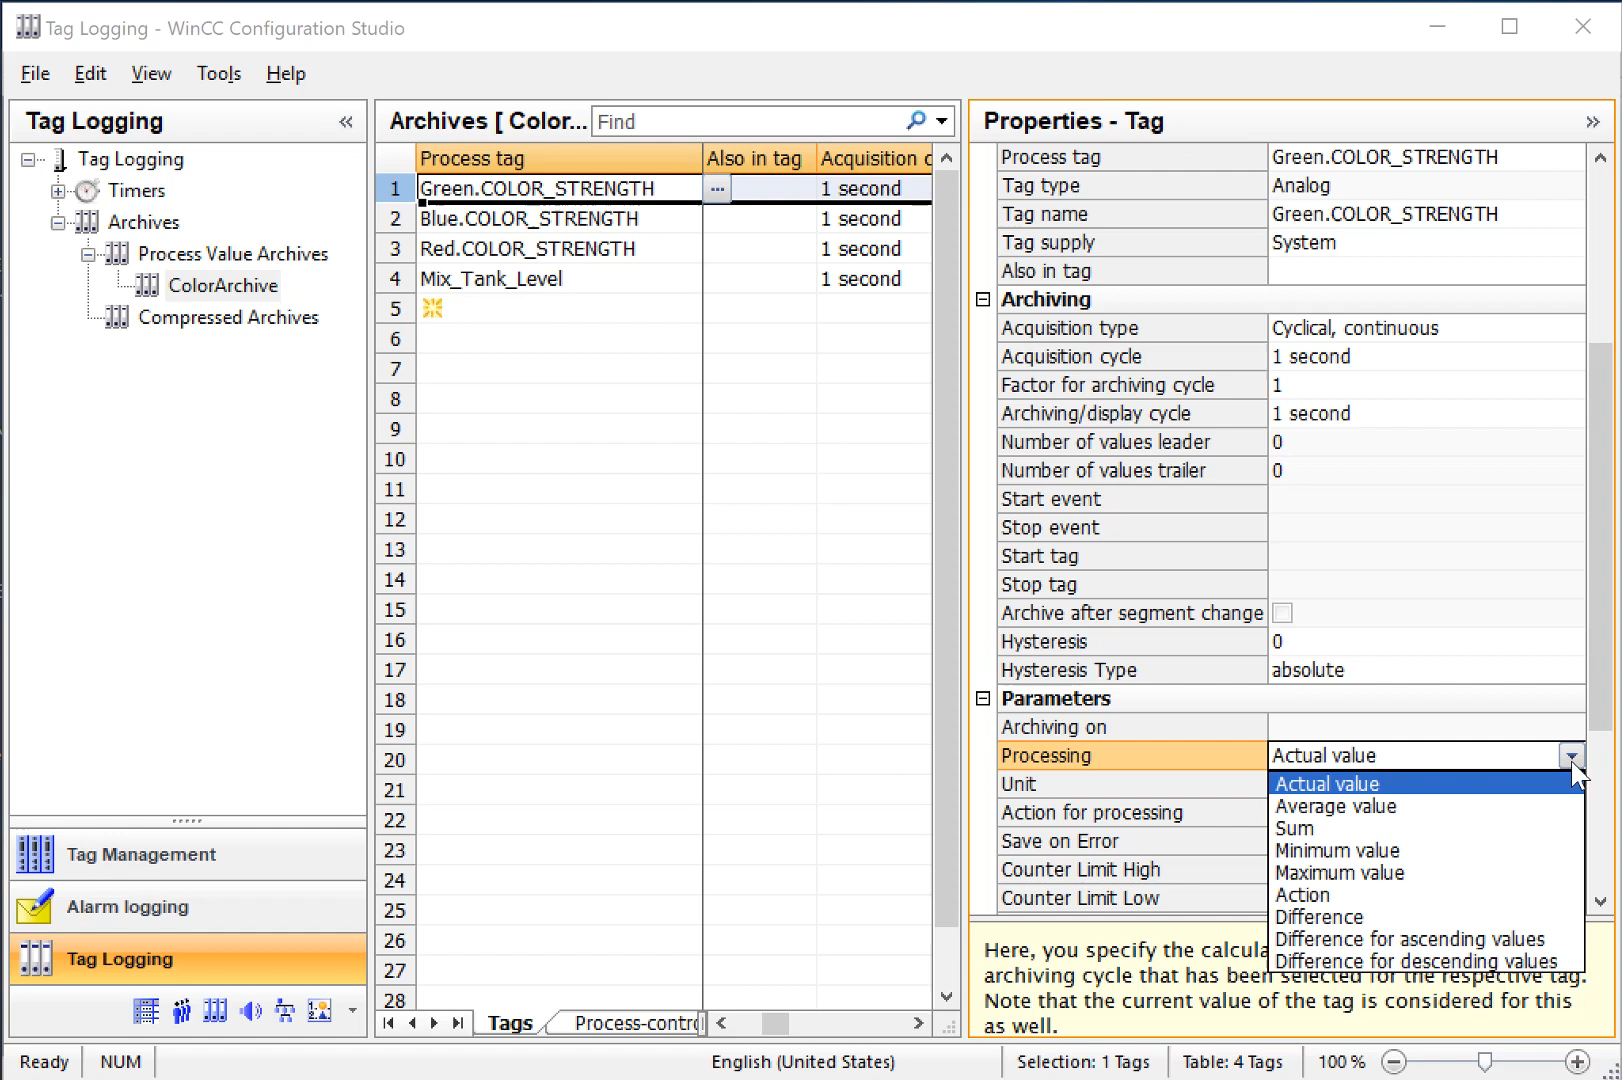 Tag Logging - WinCC Configuration Studio
File Edit View Tools Help
Tag Logging «
Tag Logging
Timers
Archives
Process Value Archives
ColorArchive
Compressed Archives
Tag Management
Alarm logging
Tag Logging
Archives [ Color... Find
Process tag Also in tag Acquisition c
1 Green.COLOR_STRENGTH ... 1 second
2 Blue.COLOR_STRENGTH 1 second
3 Red.COLOR_STRENGTH 1 second
4 Mix_Tank_Level 1 second
5
6
7
8
9
10
11
12
13
14
15
16
17
18
19
20
21
22
23
24
25
26
27
28
Tags Process-contro
Properties - Tag »
Process tag Green.COLOR_STRENGTH
Tag type Analog
Tag name Green.COLOR_STRENGTH
Tag supply System
Also in tag
Archiving
Acquisition type Cyclical, continuous
Acquisition cycle 1 second
Factor for archiving cycle 1
Archiving/display cycle 1 second
Number of values leader 0
Number of values trailer 0
Start event
Stop event
Start tag
Stop tag
Archive after segment change
Hysteresis 0
Hysteresis Type absolute
Parameters
Archiving on
Processing Actual value
Unit
Action for processing
Save on Error
Counter Limit High
Counter Limit Low
Actual value
Average value
Sum
Minimum value
Maximum value
Action
Difference
Difference for ascending values
Difference for descending values
Here, you specify the calcula
archiving cycle that has been selected for the respective tag.
Note that the current value of the tag is considered for this
as well.
Ready NUM English (United States) Selection: 1 Tags Table: 4 Tags 100 %